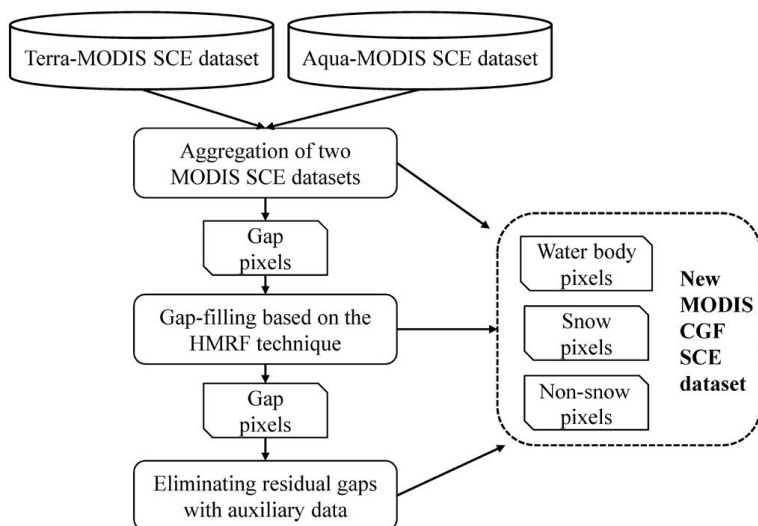 Terra-MODIS SCE dataset
Aqua-MODIS SCE dataset
Aggregation of two
MODIS SCE datasets
Gap
pixels
Gap-filling based on the
HMRF technique
Gap
pixels
Eliminating residual gaps
with auxiliary data
Water body
pixels
Snow
pixels
Non-snow
pixels
New
MODIS
CGF
SCE
dataset